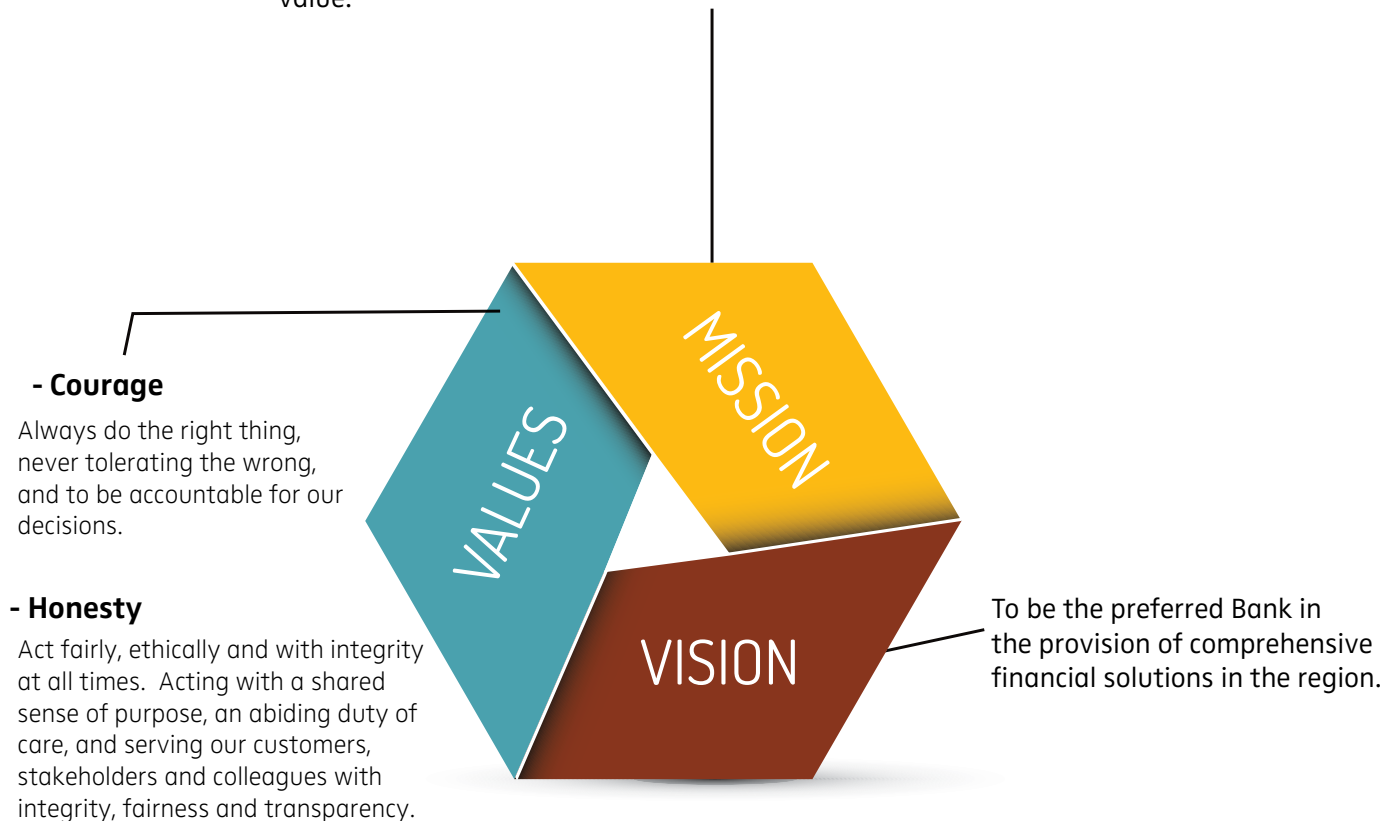 value.
MISSION
VALUES
- Courage
Always do the right thing,
never tolerating the wrong,
and to be accountable for our
decisions.
- Honesty
Act fairly, ethically and with integrity
at all times.  Acting with a shared
sense of purpose, an abiding duty of
care, and serving our customers,
stakeholders and colleagues with
integrity, fairness and transparency.
VISION
To be the preferred Bank in
the provision of comprehensive
financial solutions in the region.